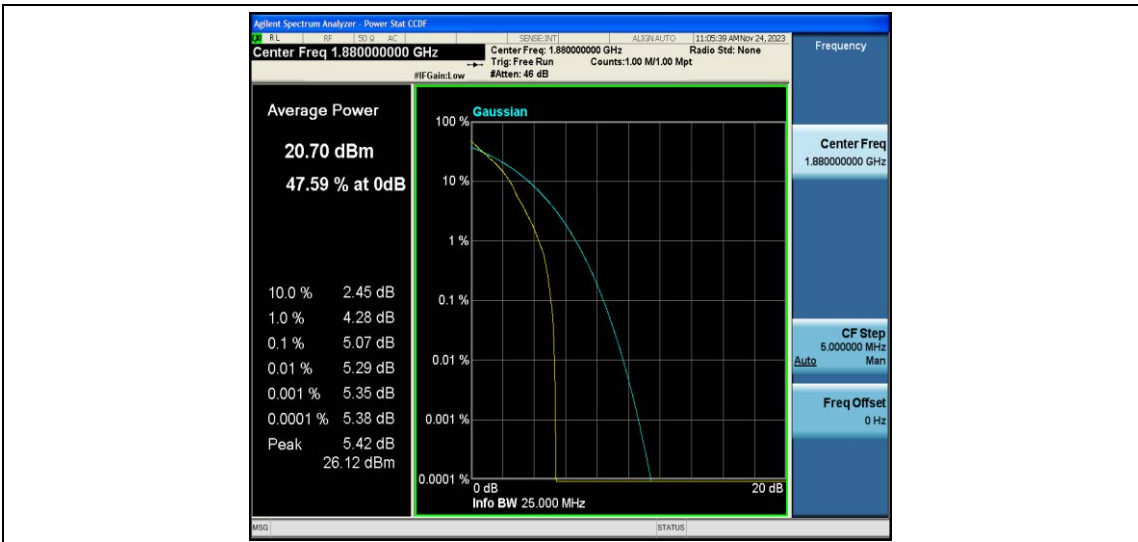 Agilent Spectrum Analyzer - Power Stat CCDF
LXI RL RF 50 Ω AC SENSE:INT ALIGN AUTO 11:05:39 AM Nov 24, 2023
Center Freq 1.880000000 GHz
Center Freq: 1.880000000 GHz Radio Std: None
Trig: Free Run Counts:1.00 M/1.00 Mpt
#IFGain:Low #Atten: 46 dB
Frequency
Average Power
20.70 dBm
47.59 % at 0dB
10.0 % 2.45 dB
1.0 % 4.28 dB
0.1 % 5.07 dB
0.01 % 5.29 dB
0.001 % 5.35 dB
0.0001 % 5.38 dB
Peak 5.42 dB
26.12 dBm
Gaussian
100 %
10 %
1 %
0.1 %
0.01 %
0.001 %
0.0001 %
0 dB 20 dB
Info BW 25.000 MHz
Center Freq
1.880000000 GHz
CF Step
5.000000 MHz
Auto Man
Freq Offset
0 Hz
MSG STATUS